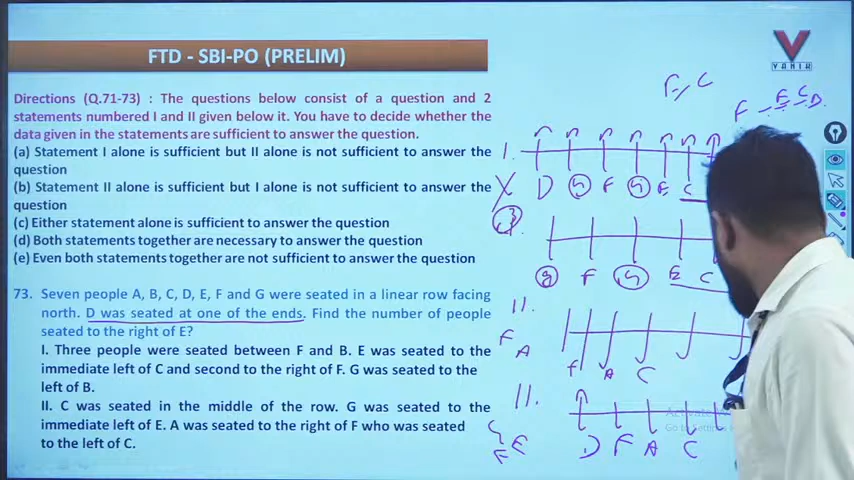 FTD - SBI-PO (PRELIM)
VANIK
Directions (Q.71-73) : The questions below consist of a question and 2
statements numbered I and II given below it. You have to decide whether the
data given in the statements are sufficient to answer the question.
(a) Statement I alone is sufficient but II alone is not sufficient to answer the
question
(b) Statement II alone is sufficient but I alone is not sufficient to answer the
question
(c) Either statement alone is sufficient to answer the question
(d) Both statements together are necessary to answer the question
(e) Even both statements together are not sufficient to answer the question
73. Seven people A, B, C, D, E, F and G were seated in a linear row facing
north. D was seated at one of the ends. Find the number of people
seated to the right of E?
I. Three people were seated between F and B. E was seated to the
immediate left of C and second to the right of F. G was seated to the
left of B.
II. C was seated in the middle of the row. G was seated to the
immediate left of E. A was seated to the right of F who was seated
to the left of C.
F, C
F _ E C D
I.
D G F G E C
G F G E C
II.
F
A
F A C
II.
G E
F
D F A C